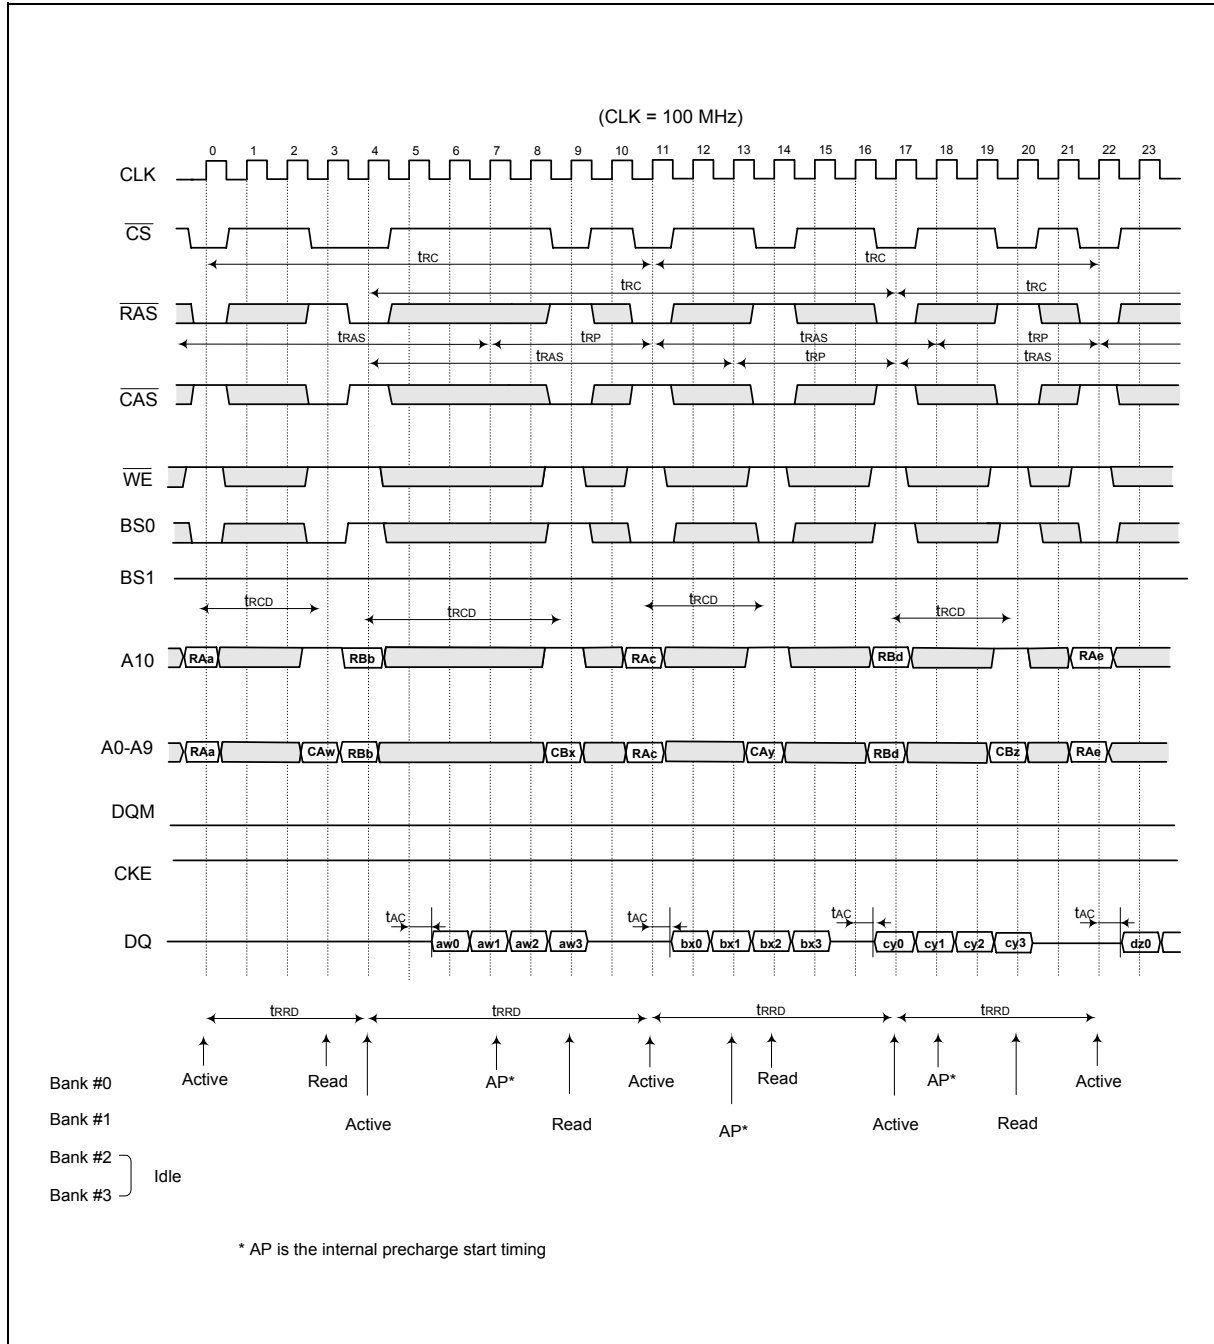 (CLK = 100 MHz)
0 1 2 3 4 5 6 7 8 9 10 11 12 13 14 15 16 17 18 19 20 21 22 23
CLK
CS
tRC tRC
tRC tRC
RAS
tRAS tRP tRAS tRP
tRAS tRP tRAS
CAS
WE
BS0
BS1
tRCD tRCD tRCD tRCD
A10 RAa RBb RAc RBd RAe
A0-A9 RAa CAw RBb CBx RAc CAy RBd CBz RAe
DQM
CKE
tAC tAC tAC tAC
DQ aw0 aw1 aw2 aw3 bx0 bx1 bx2 bx3 cy0 cy1 cy2 cy3 dz0
tRRD tRRD tRRD tRRD
Bank #0 Active Read AP* Active Read AP* Active
Bank #1 Active Read AP* Active Read
Bank #2
Idle
Bank #3
* AP is the internal precharge start timing